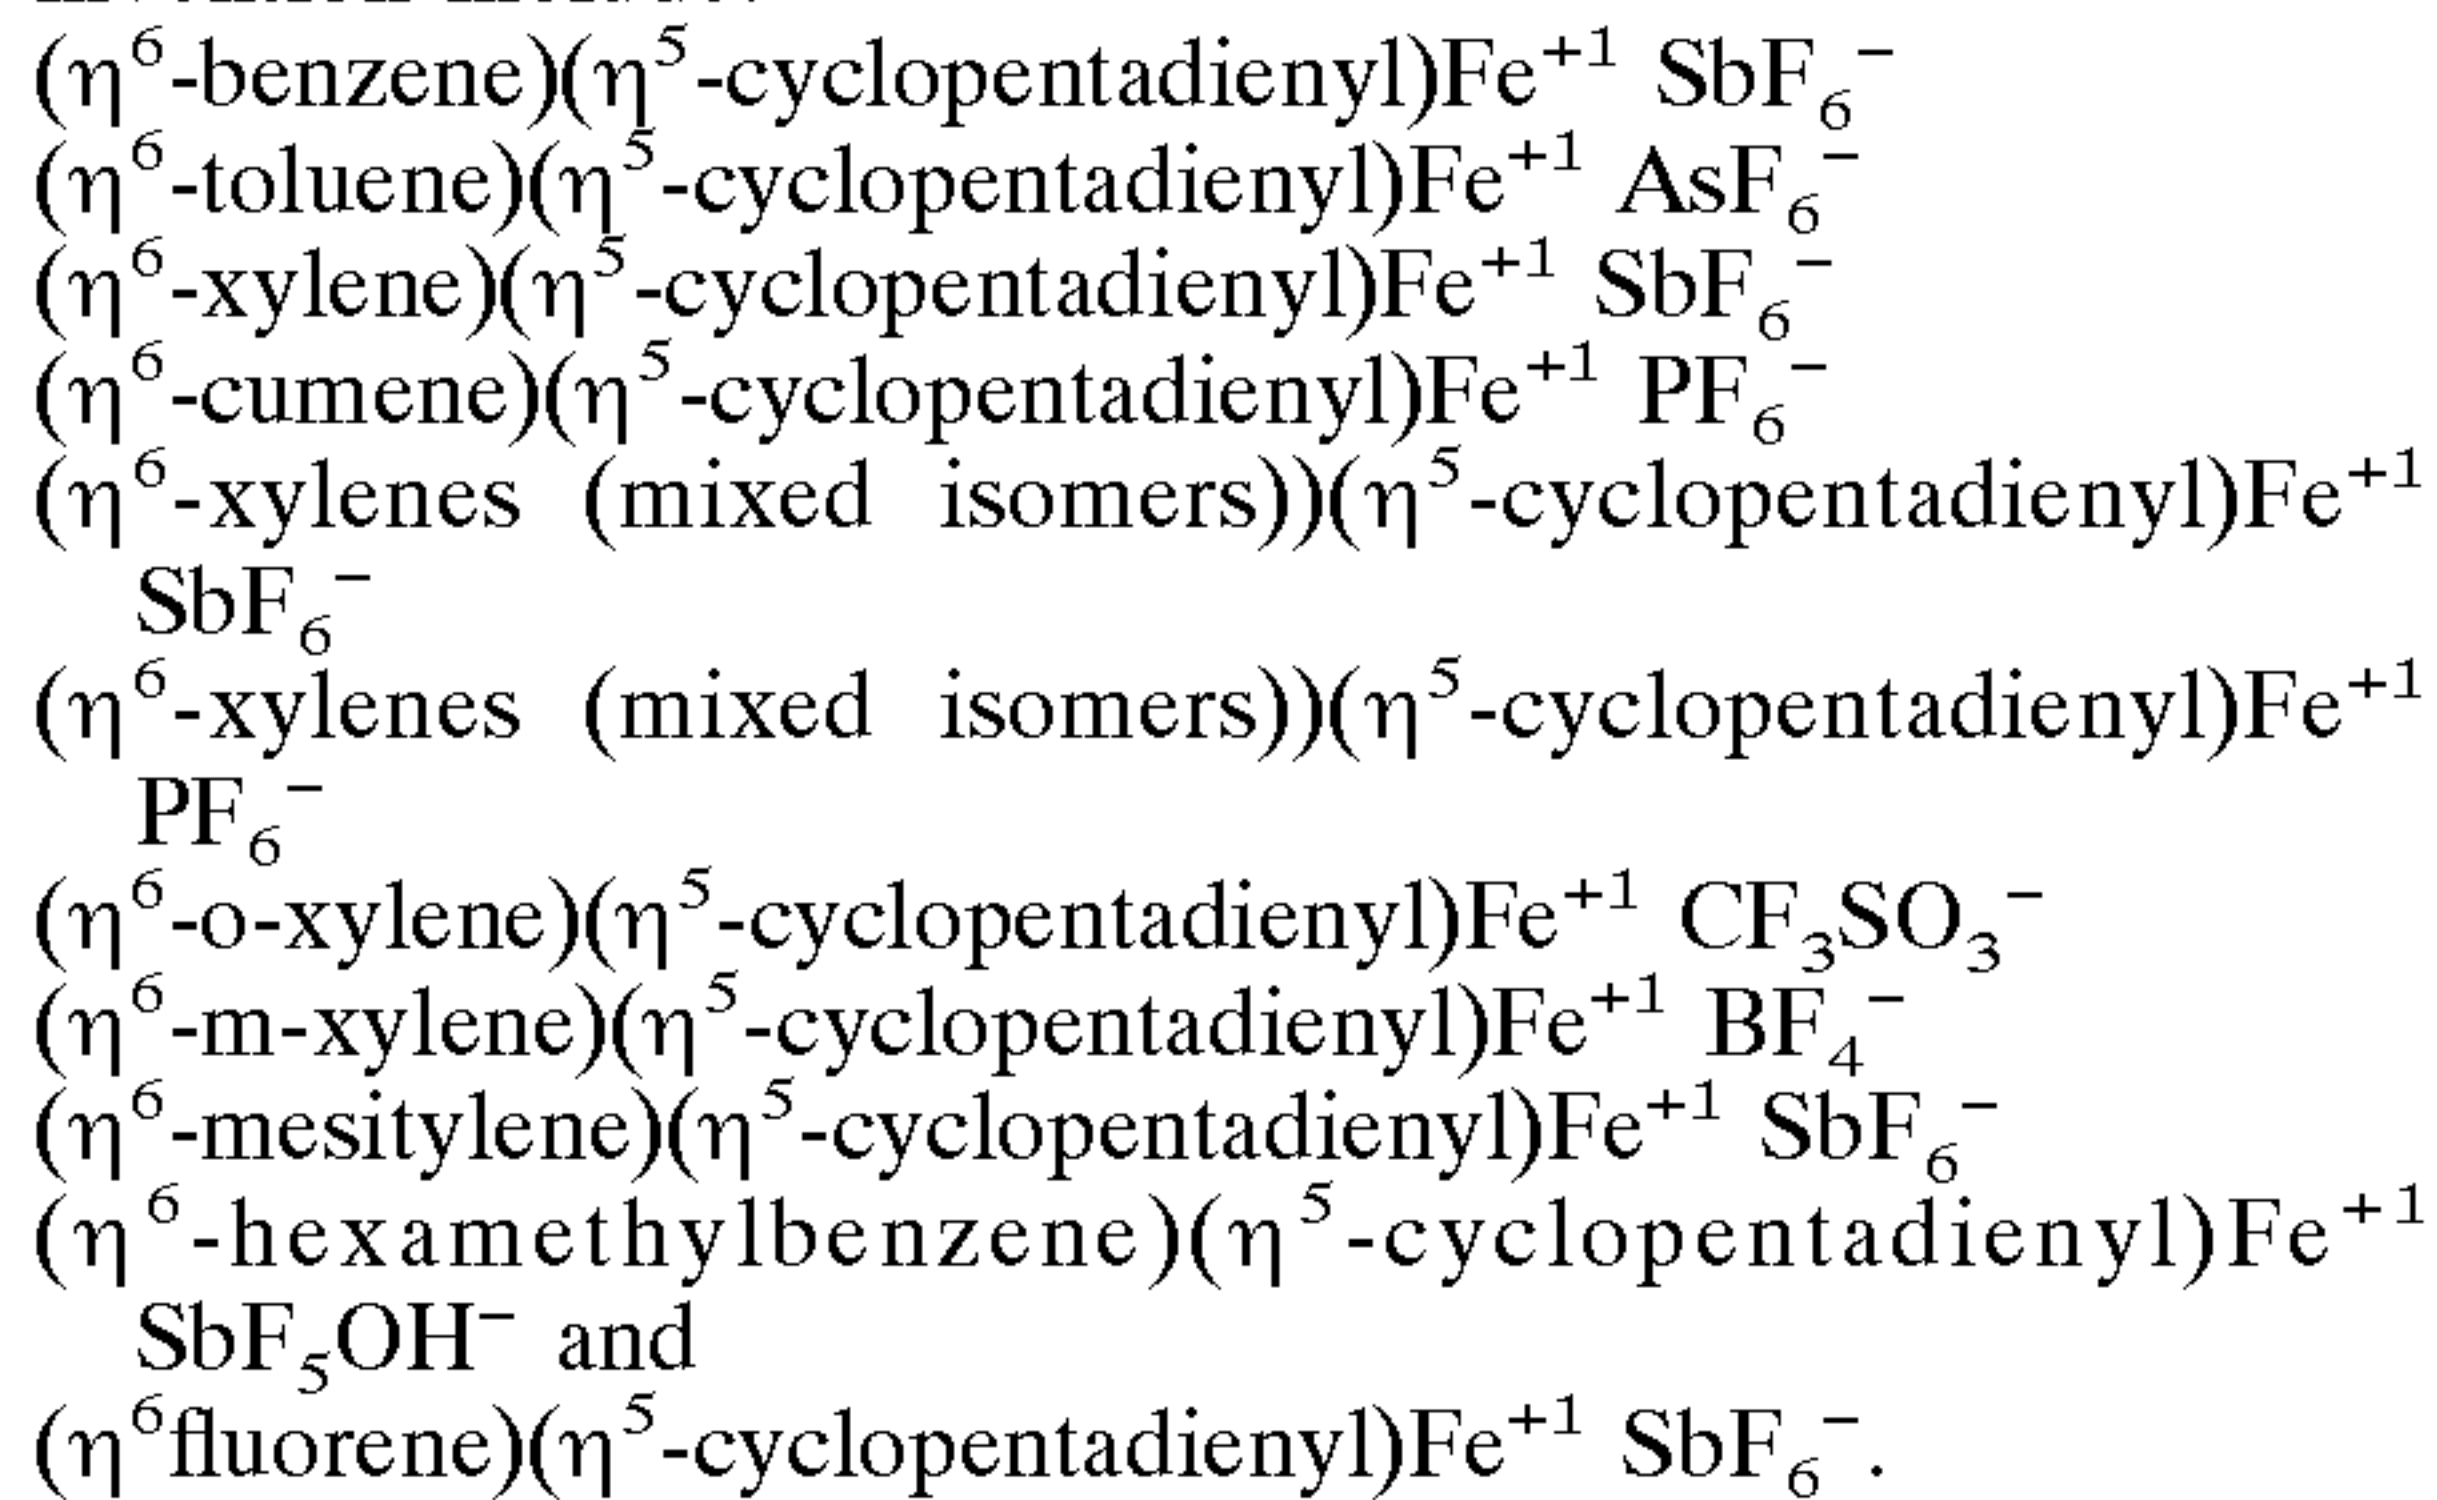 (η⁶-benzene)(η⁵-cyclopentadienyl)Fe⁺¹ SbF₆⁻
(η⁶-toluene)(η⁵-cyclopentadienyl)Fe⁺¹ AsF₆⁻
(η⁶-xylene)(η⁵-cyclopentadienyl)Fe⁺¹ SbF₆⁻
(η⁶-cumene)(η⁵-cyclopentadienyl)Fe⁺¹ PF₆⁻
(η⁶-xylenes (mixed isomers))(η⁵-cyclopentadienyl)Fe⁺¹
SbF₆⁻
(η⁶-xylenes (mixed isomers))(η⁵-cyclopentadienyl)Fe⁺¹
PF₆⁻
(η⁶-o-xylene)(η⁵-cyclopentadienyl)Fe⁺¹ CF₃SO₃⁻
(η⁶-m-xylene)(η⁵-cyclopentadienyl)Fe⁺¹ BF₄⁻
(η⁶-mesitylene)(η⁵-cyclopentadienyl)Fe⁺¹ SbF₆⁻
(η⁶-hexamethylbenzene)(η⁵-cyclopentadienyl)Fe⁺¹
SbF₅OH⁻ and
(η⁶fluorene)(η⁵-cyclopentadienyl)Fe⁺¹ SbF₆⁻.